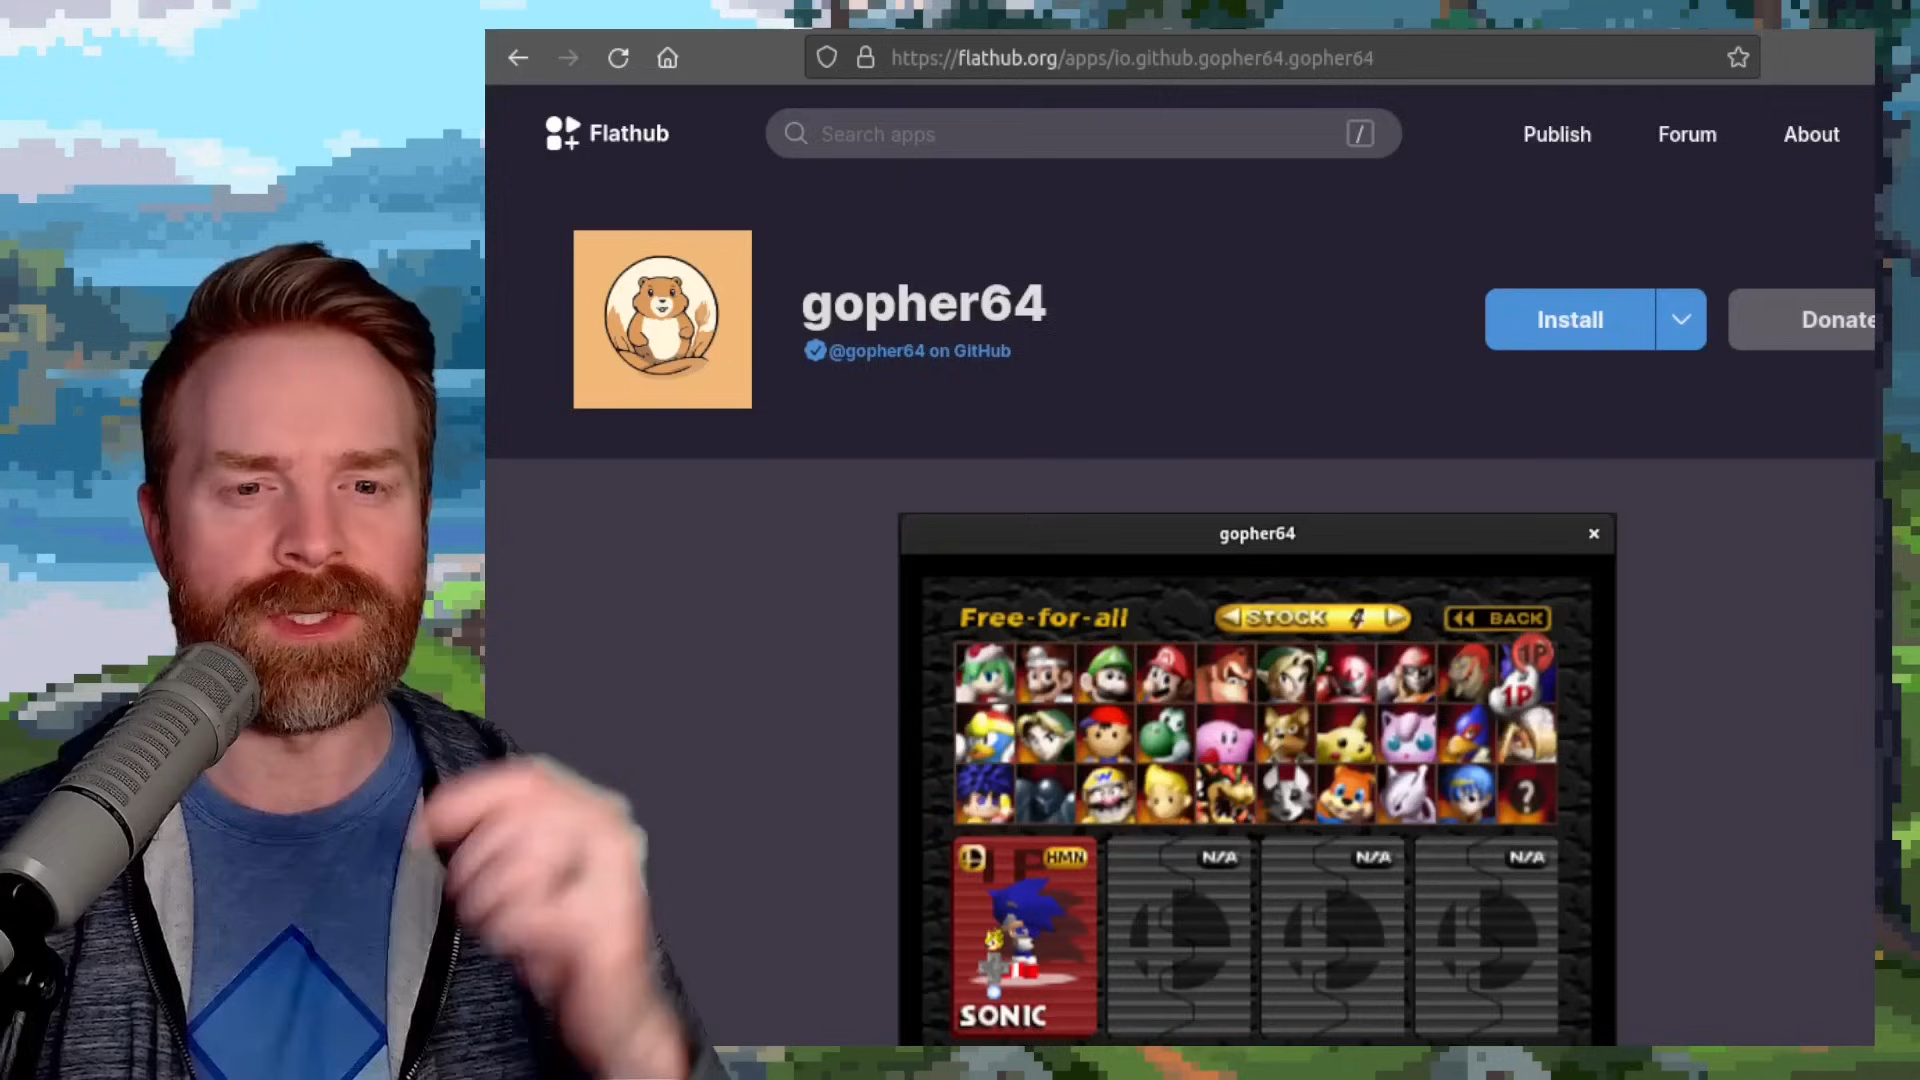 https://flathub.org/apps/io.github.gopher64.gopher64
Flathub
Search apps
/
Publish
Forum
About
gopher64
@gopher64 on GitHub
Install
Donate
gopher64
Free-for-all
STOCK 4
BACK
1P
1P
?
HMN
N/A
N/A
N/A
SONIC